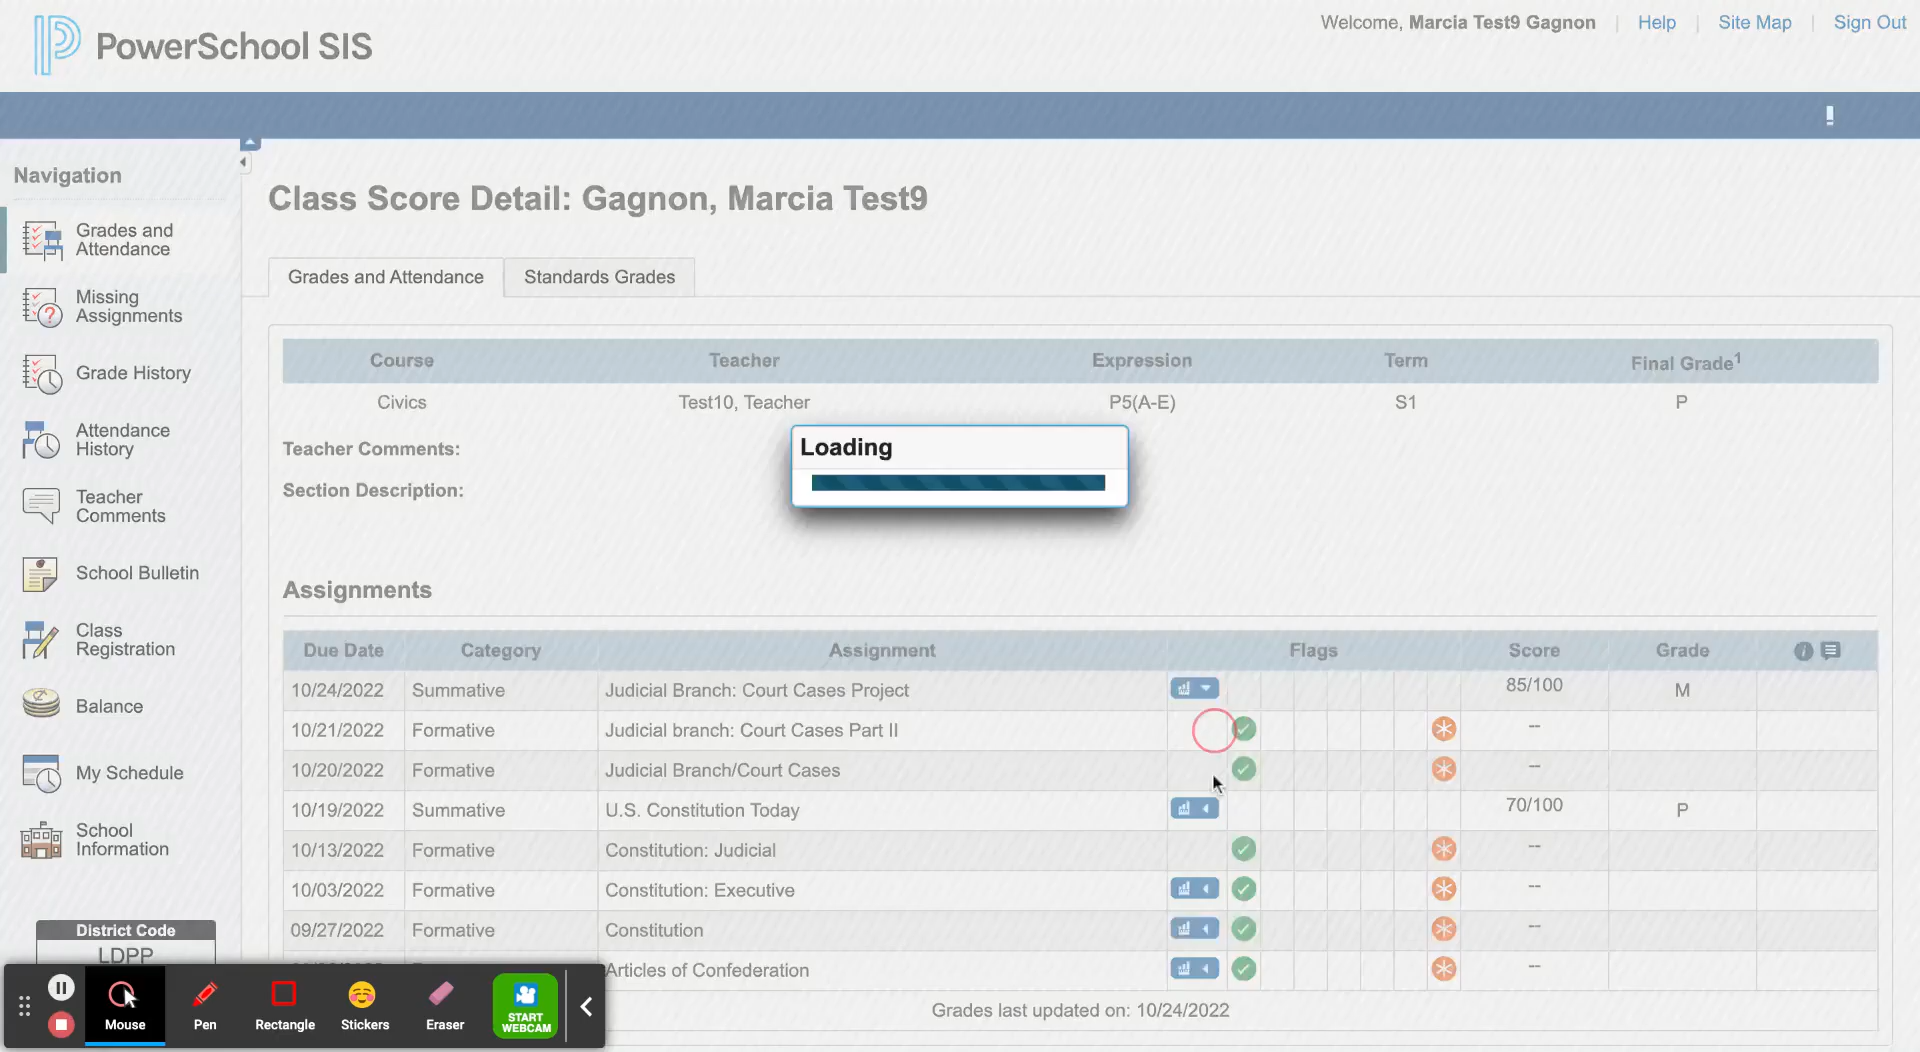 PowerSchool SIS
Welcome, Marcia Test9 Gagnon
Help
Site Map
Sign Out
Navigation
Grades and
Attendance
Missing
Assignments
Grade History
Attendance
History
Teacher
Comments
School Bulletin
Class
Registration
Balance
My Schedule
School
Information
District Code
LDPP
Class Score Detail: Gagnon, Marcia Test9
Grades and Attendance
Standards Grades
Course Teacher Expression Term Final Grade1
Civics Test10, Teacher P5(A-E) S1 P
Teacher Comments:
Section Description:
Loading
Assignments
Due Date Category Assignment Flags Score Grade
10/24/2022 Summative Judicial Branch: Court Cases Project 85/100 M
10/21/2022 Formative Judicial branch: Court Cases Part II --
10/20/2022 Formative Judicial Branch/Court Cases --
10/19/2022 Summative U.S. Constitution Today 70/100 P
10/13/2022 Formative Constitution: Judicial --
10/03/2022 Formative Constitution: Executive --
09/27/2022 Formative Constitution --
Articles of Confederation --
Grades last updated on: 10/24/2022
Mouse
Pen
Rectangle
Stickers
Eraser
START
WEBCAM